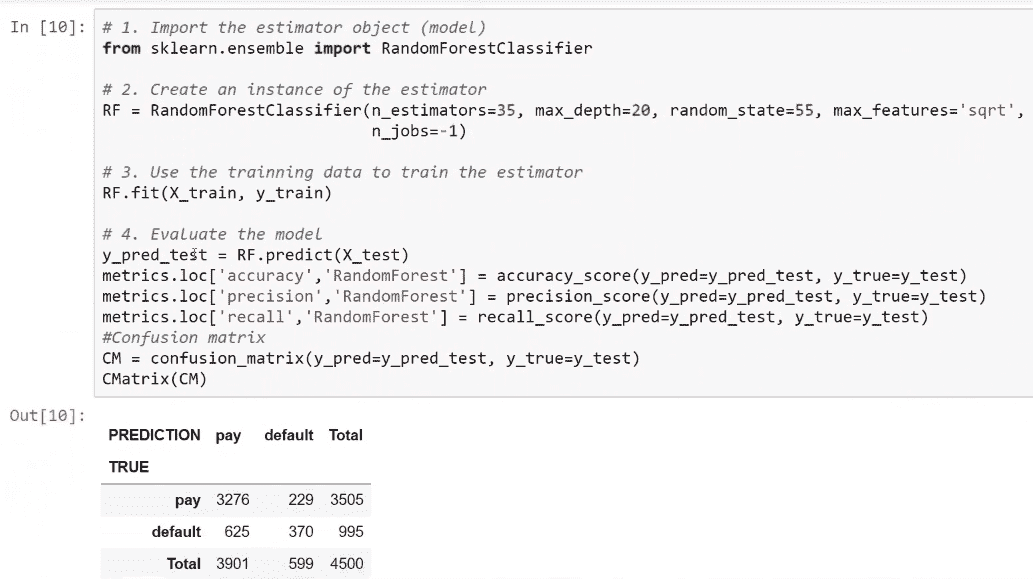 In [10]: # 1. Import the estimator object (model)
from sklearn.ensemble import RandomForestClassifier
# 2. Create an instance of the estimator
RF = RandomForestClassifier(n_estimators=35, max_depth=20, random_state=55, max_features='sqrt',
n_jobs=-1)
# 3. Use the trainning data to train the estimator
RF.fit(X_train, y_train)
# 4. Evaluate the model
y_pred_test = RF.predict(X_test)
metrics.loc['accuracy','RandomForest'] = accuracy_score(y_pred=y_pred_test, y_true=y_test)
metrics.loc['precision','RandomForest'] = precision_score(y_pred=y_pred_test, y_true=y_test)
metrics.loc['recall','RandomForest'] = recall_score(y_pred=y_pred_test, y_true=y_test)
#Confusion matrix
CM = confusion_matrix(y_pred=y_pred_test, y_true=y_test)
CMatrix(CM)
Out[10]:
PREDICTION pay default Total
TRUE
pay 3276 229 3505
default 625 370 995
Total 3901 599 4500